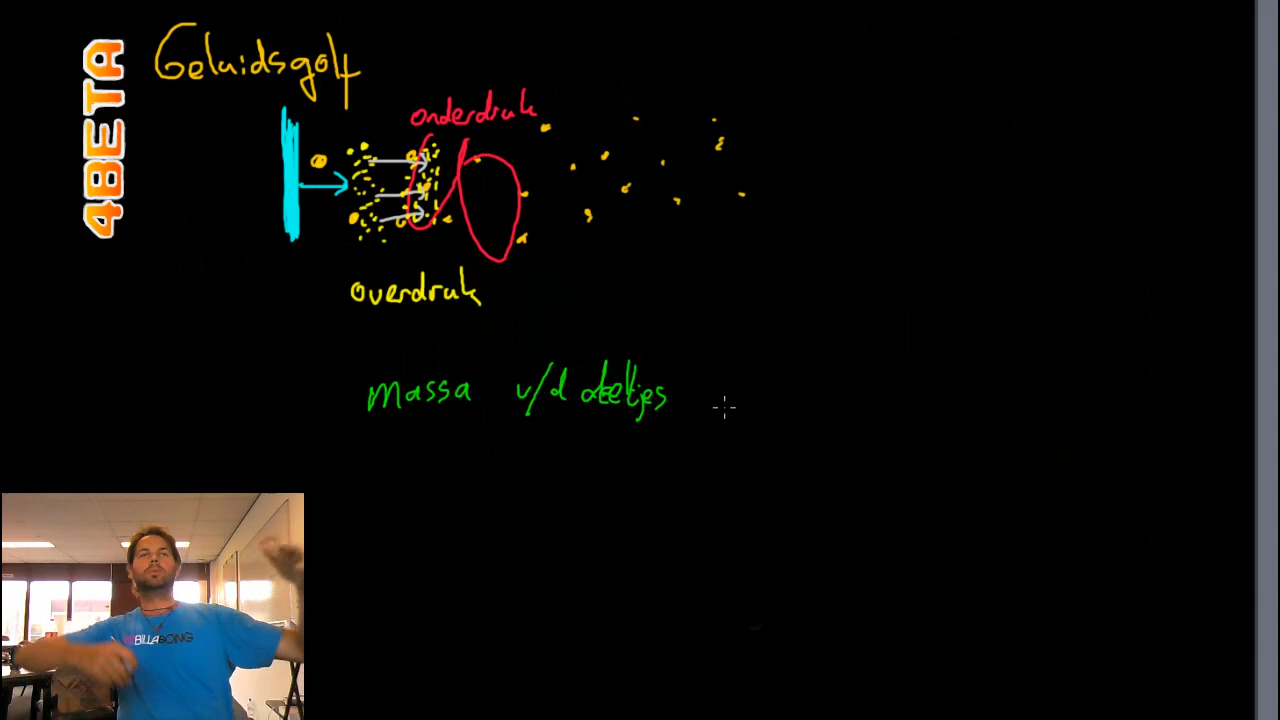 4BETA
Geluidsgolf
onderdruk
overdruk
massa v/d deeltjes
BILLABONG